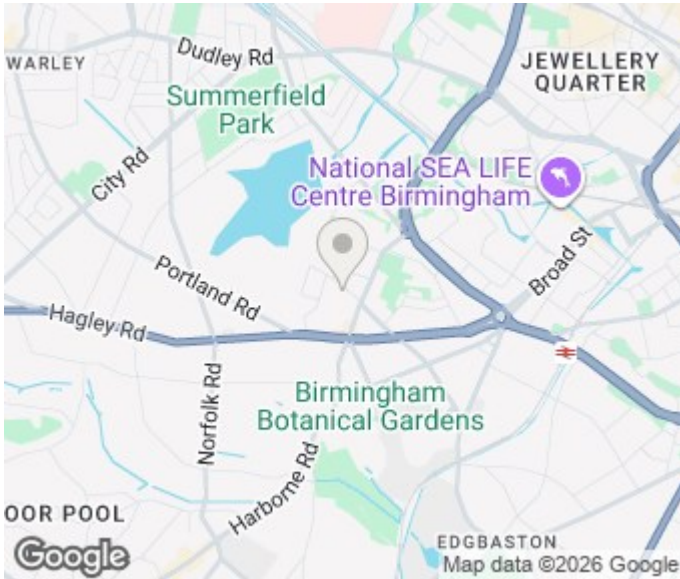 WARLEY
Dudley Rd
JEWELLERY
QUARTER
Summerfield
Park
City Rd
National SEA LIFE
Centre Birmingham
Broad St
Portland Rd
Hagley Rd
Norfolk Rd
Birmingham
Botanical Gardens
Harborne Rd
OOR POOL
EDGBASTON
Google
Map data ©2026 Google